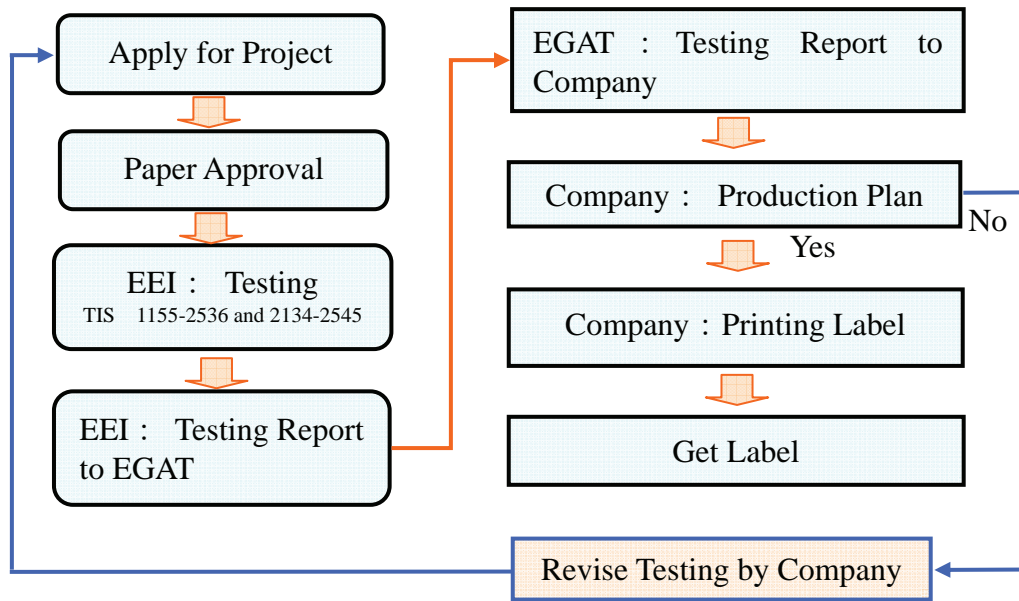 Apply for Project
Paper Approval
EEI： Testing
TIS 1155-2536 and 2134-2545
EEI： Testing Report
to EGAT
EGAT : Testing Report to
Company
Company： Production Plan
No
Yes
Company：Printing Label
Get Label
Revise Testing by Company